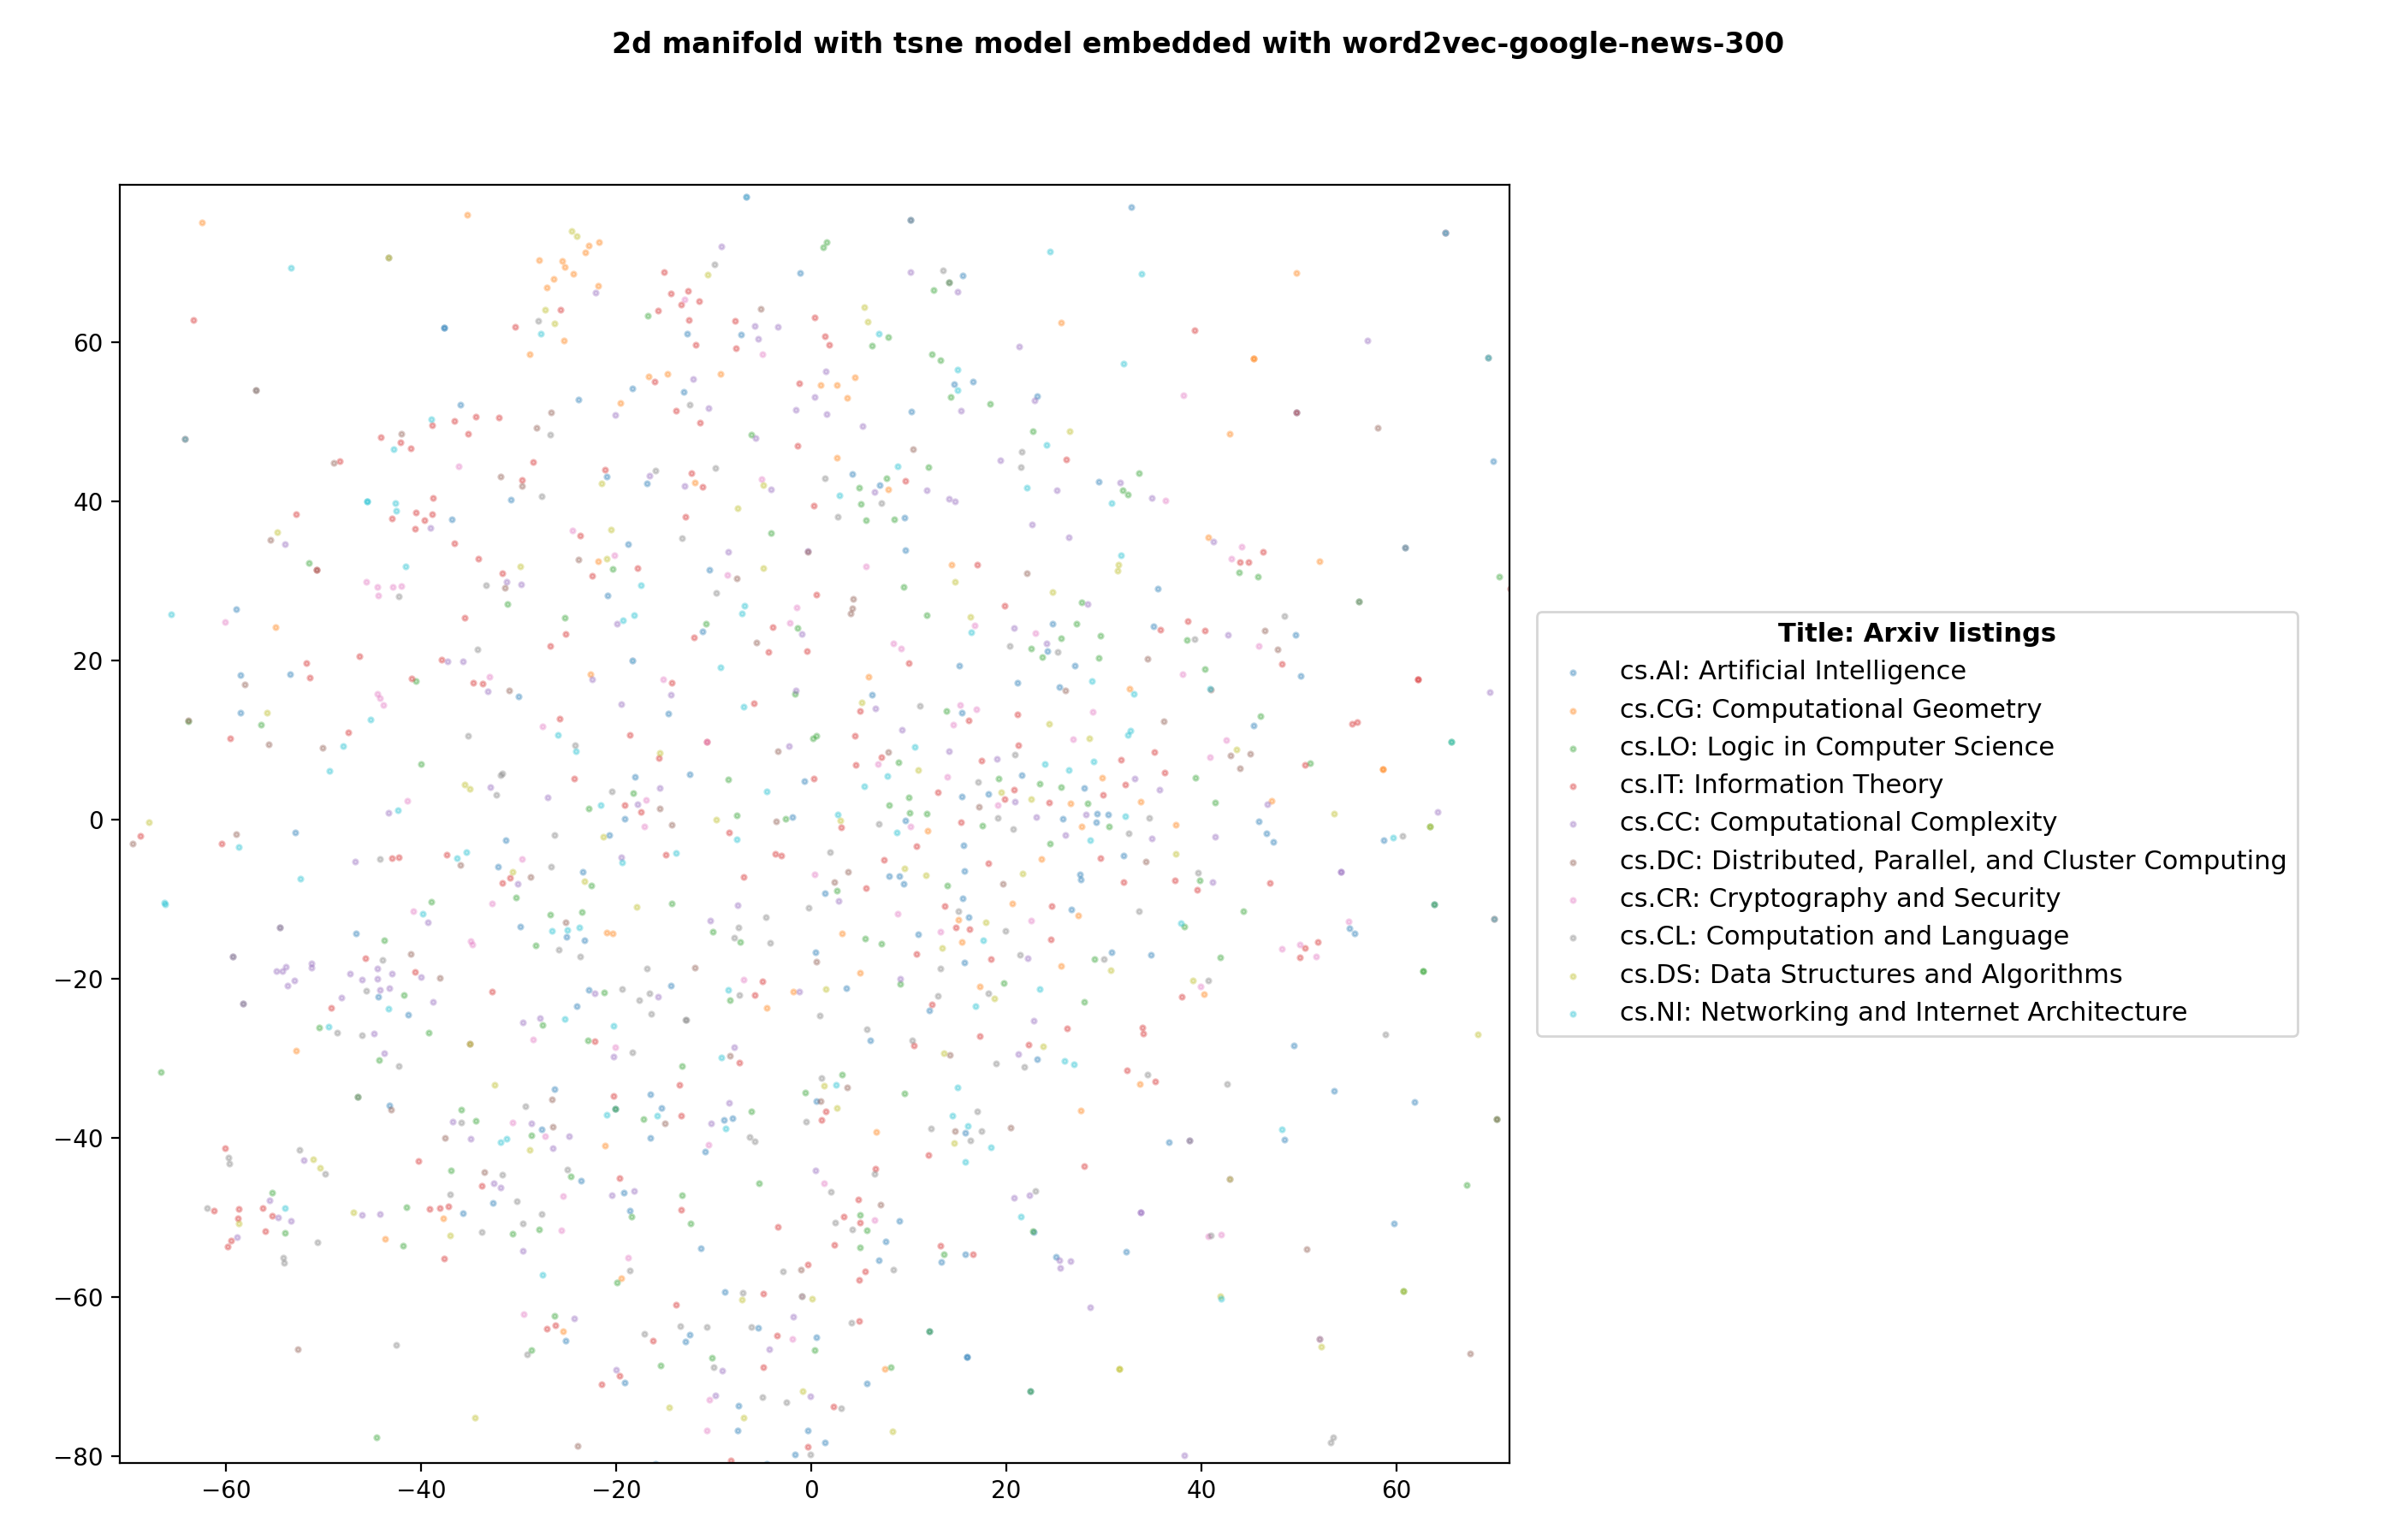 2d manifold with tsne model embedded with word2vec-google-news-300
60
40
20
0
−20
−40
−60
−80
−60 −40 −20 0 20 40 60
Title: Arxiv listings
cs.AI: Artificial Intelligence
cs.CG: Computational Geometry
cs.LO: Logic in Computer Science
cs.IT: Information Theory
cs.CC: Computational Complexity
cs.DC: Distributed, Parallel, and Cluster Computing
cs.CR: Cryptography and Security
cs.CL: Computation and Language
cs.DS: Data Structures and Algorithms
cs.NI: Networking and Internet Architecture